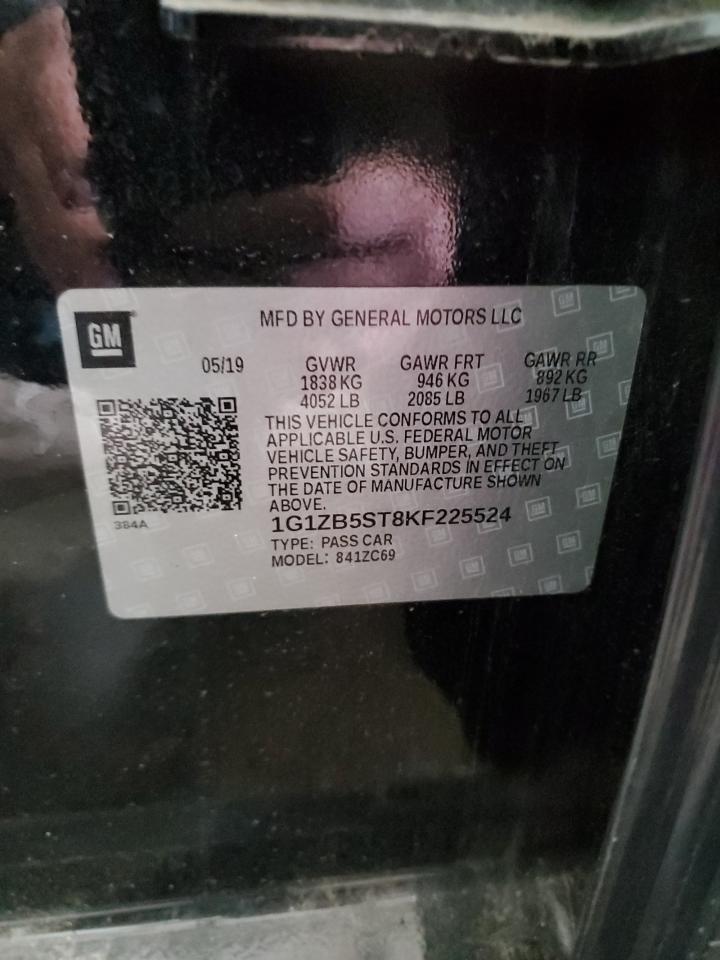 GM
MFD BY GENERAL MOTORS LLC
05/19 GVWR GAWR FRT GAWR RR
1838 KG 946 KG 892 KG
4052 LB 2085 LB 1967 LB
THIS VEHICLE CONFORMS TO ALL
APPLICABLE U.S. FEDERAL MOTOR
VEHICLE SAFETY, BUMPER, AND THEFT
PREVENTION STANDARDS IN EFFECT ON
THE DATE OF MANUFACTURE SHOWN
ABOVE.
384A
1G1ZB5ST8KF225524
TYPE: PASS CAR
MODEL: 841ZC69